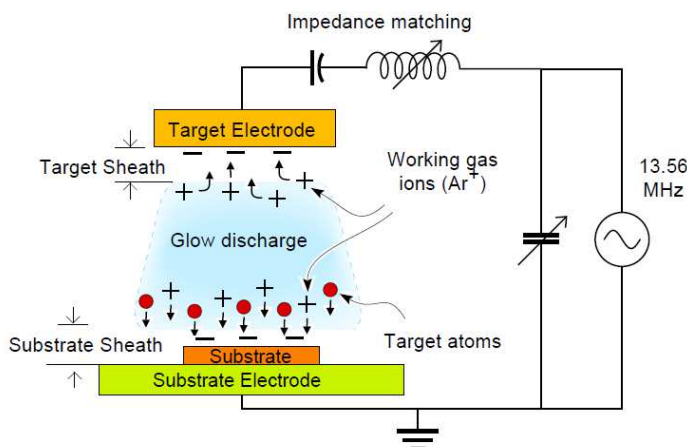 Impedance matching
Target Electrode
Target Sheath
Working gas
ions (Ar+)
13.56
MHz
Glow discharge
Substrate Sheath
Target atoms
Substrate
Substrate Electrode